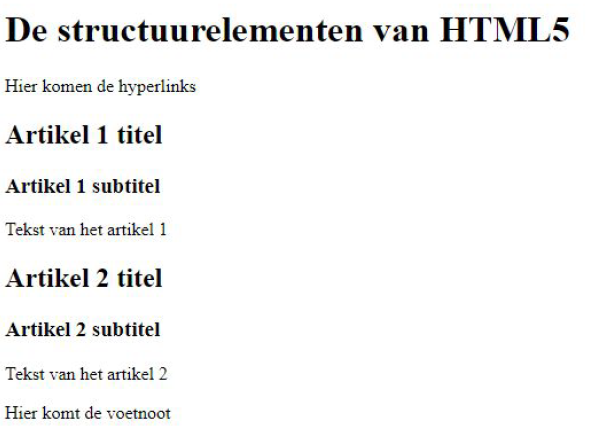 De structuurelementen van HTML5
Hier komen de hyperlinks
Artikel 1 titel
Artikel 1 subtitel
Tekst van het artikel 1
Artikel 2 titel
Artikel 2 subtitel
Tekst van het artikel 2
Hier komt de voetnoot